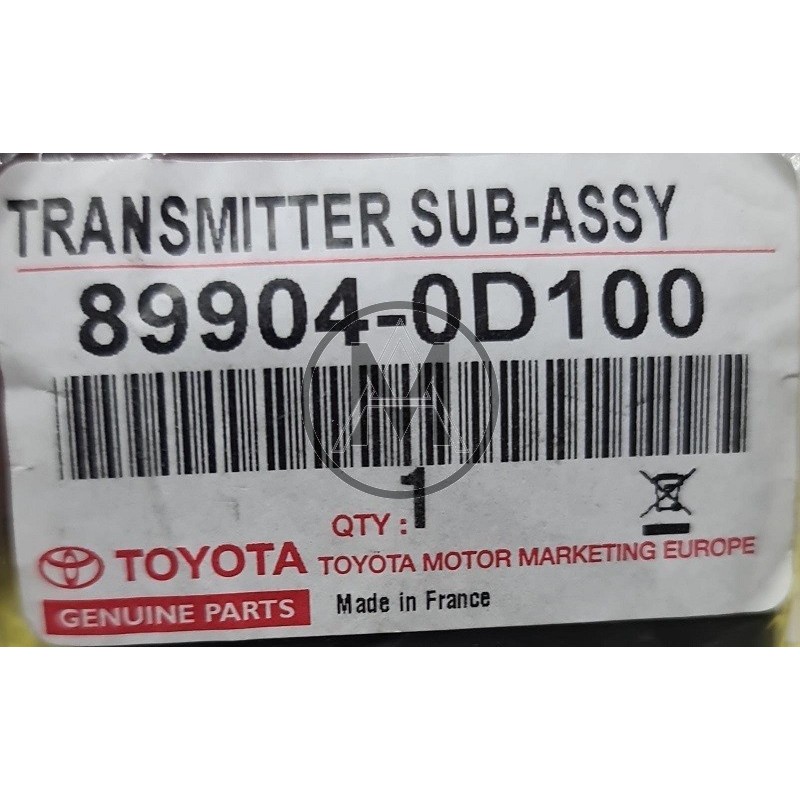 TRANSMITTER SUB-ASSY
89904-0D100
QTY : 1
TOYOTA TOYOTA MOTOR MARKETING EUROPE
GENUINE PARTS Made in France